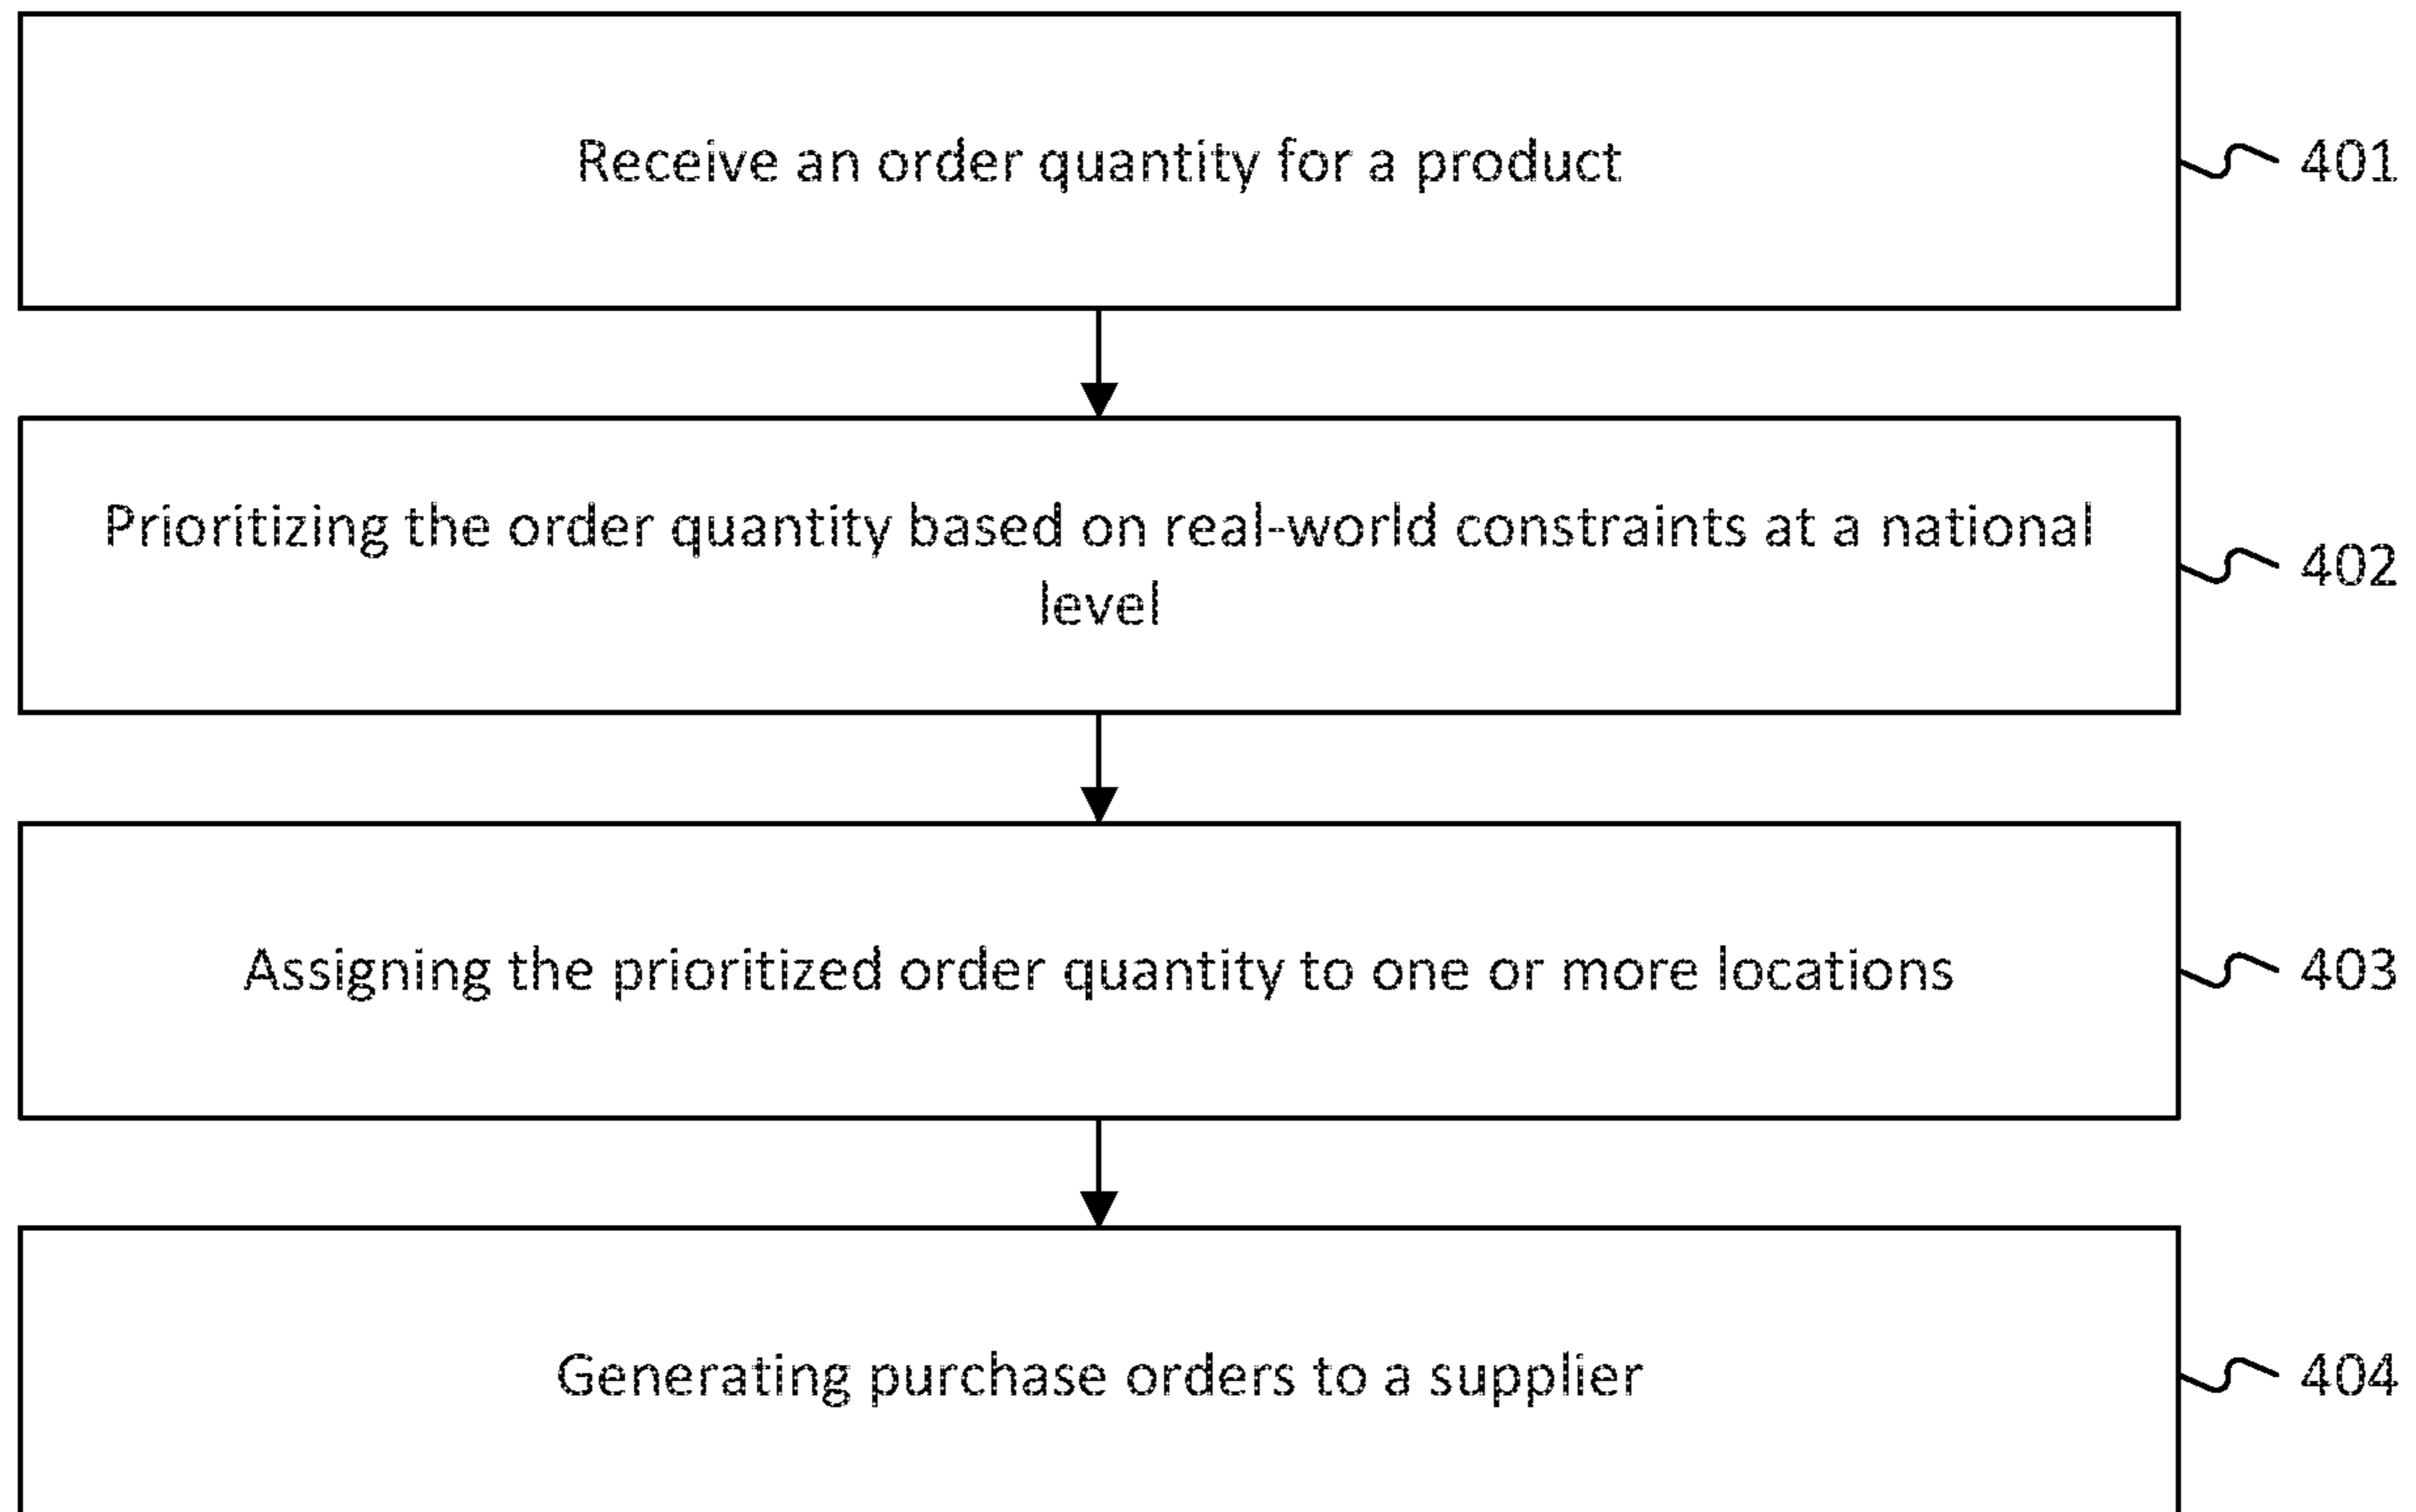 Receive an order quantity for a product
401
Prioritizing the order quantity based on real-world constraints at a national
level
402
Assigning the prioritized order quantity to one or more locations
403
Generating purchase orders to a supplier
404